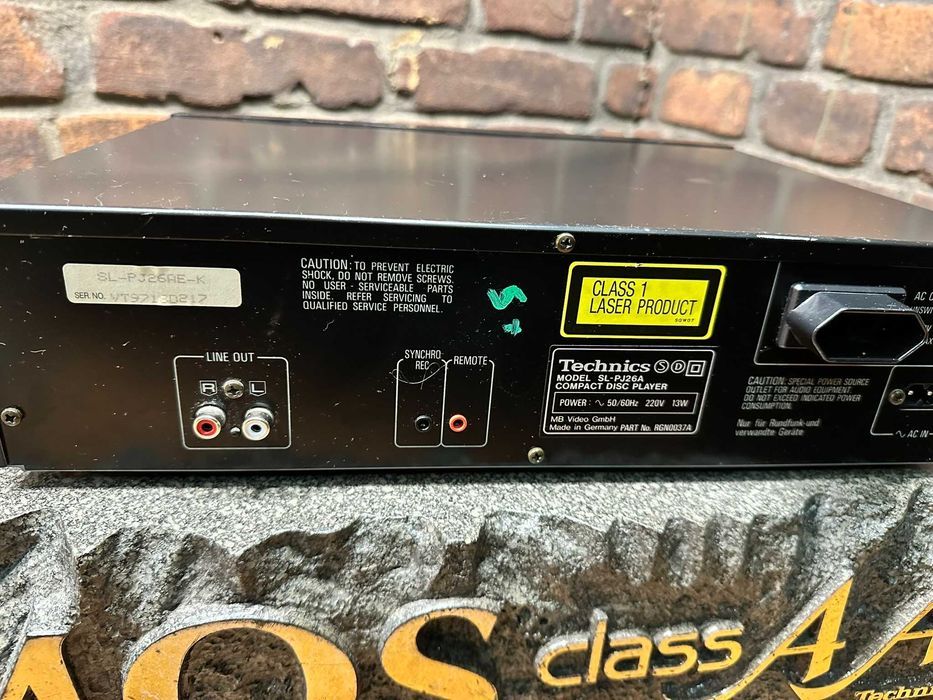 SL-PJ26AE-K
SER. NO. VT9713D217
CAUTION: TO PREVENT ELECTRIC
SHOCK, DO NOT REMOVE SCREWS.
NO USER - SERVICEABLE PARTS
INSIDE. REFER SERVICING TO
QUALIFIED SERVICE PERSONNEL.
CLASS 1
LASER PRODUCT
LINE OUT
R L
SYNCHRO
REC
REMOTE
Technics
MODEL SL-PJ26A
COMPACT DISC PLAYER
POWER: ∿ 50/60Hz 220V 13W
MB Video GmbH
Made in Germany PART No. RGN0037A
AC
CAUTION: SPECIAL POWER SOURCE
OUTLET FOR AUDIO EQUIPMENT.
DO NOT EXCEED INDICATED POWER
CONSUMPTION.
Nur für Rundfunk-und
verwandte Geräte
∿ AC IN
class AA
Techn